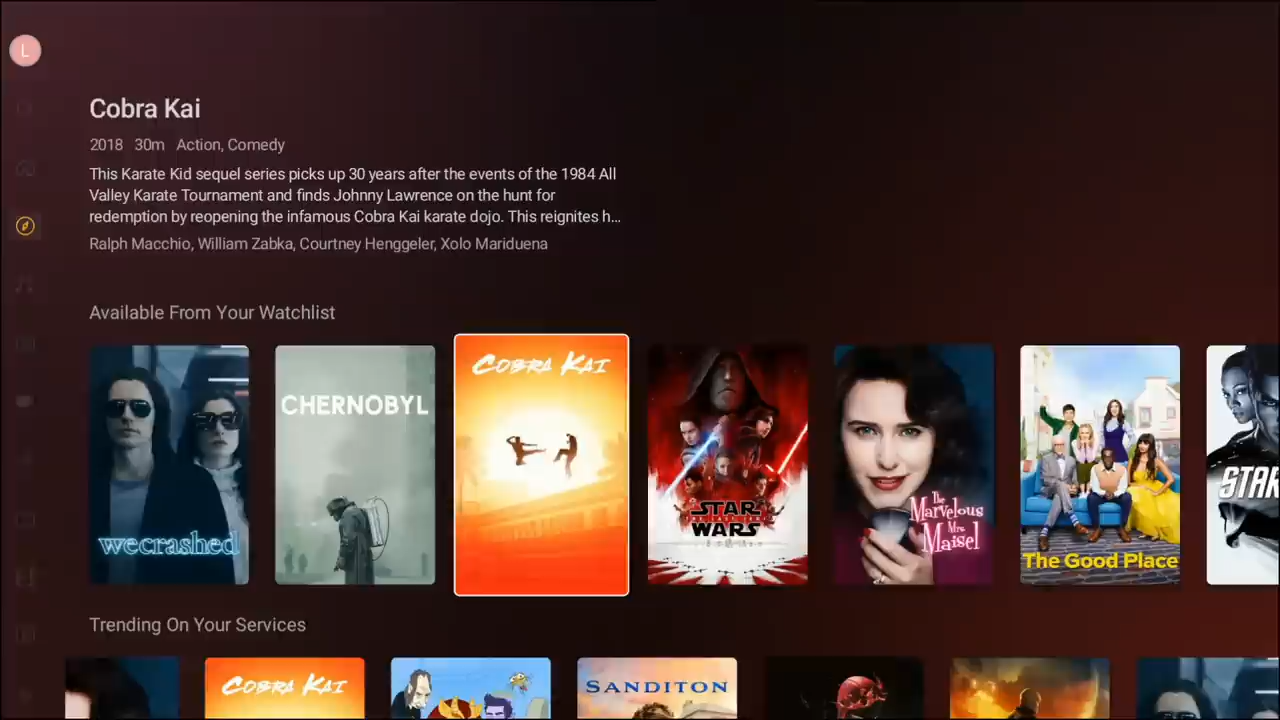 L
Cobra Kai
2018 30m Action, Comedy
This Karate Kid sequel series picks up 30 years after the events of the 1984 All
Valley Karate Tournament and finds Johnny Lawrence on the hunt for
redemption by reopening the infamous Cobra Kai karate dojo. This reignites h...
Ralph Macchio, William Zabka, Courtney Henggeler, Xolo Mariduena
Available From Your Watchlist
wecrashed
CHERNOBYL
COBRA KAI
STAR
THE LAST JEDI
WARS
The
Marvelous
Mrs.
Maisel
The Good Place
STAR
Trending On Your Services
COBRA KAI
SANDITON